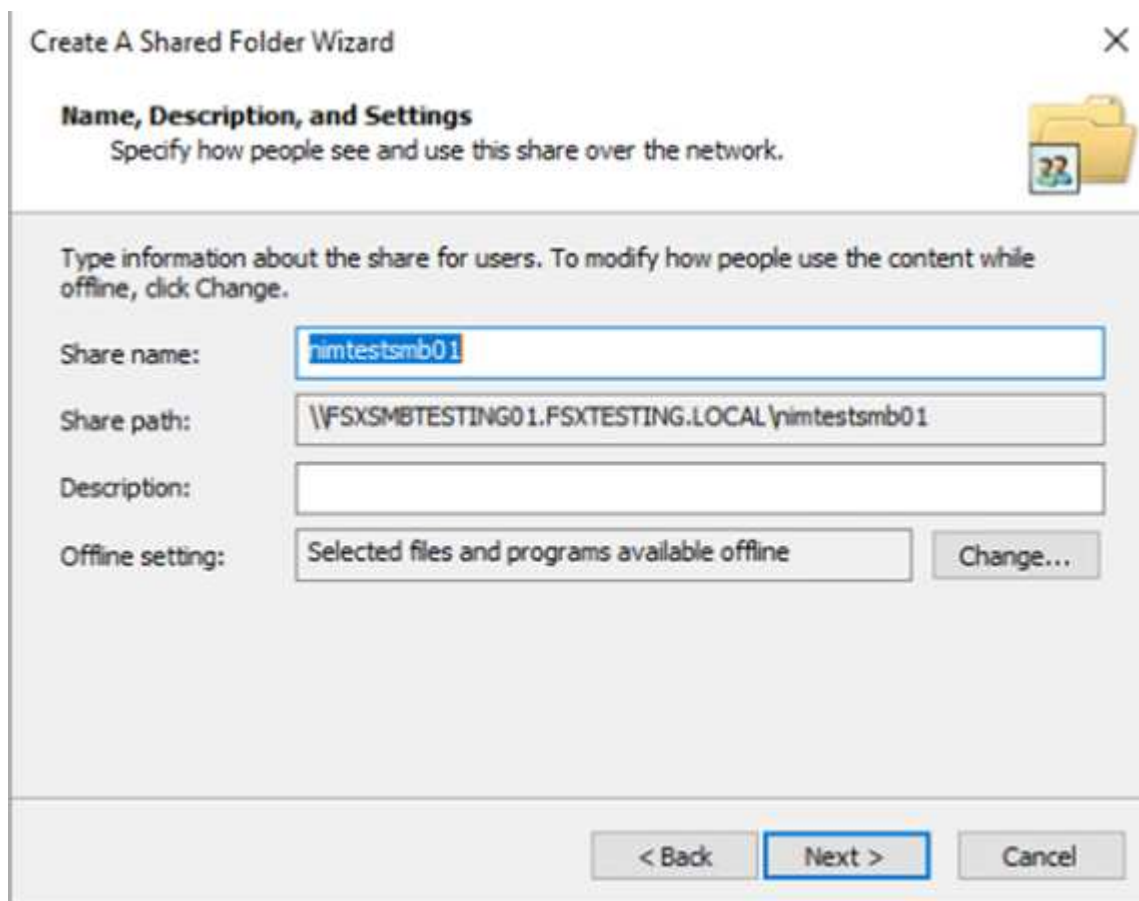 Create A Shared Folder Wizard
Name, Description, and Settings
Specify how people see and use this share over the network.
Type information about the share for users. To modify how people use the content while
offline, click Change.
Share name:
nimtestsmb01
Share path:
\\FSXSMBTESTING01.FSXTESTING.LOCAL\nimtestsmb01
Description:
Offline setting:
Selected files and programs available offline
Change...
< Back
Next >
Cancel